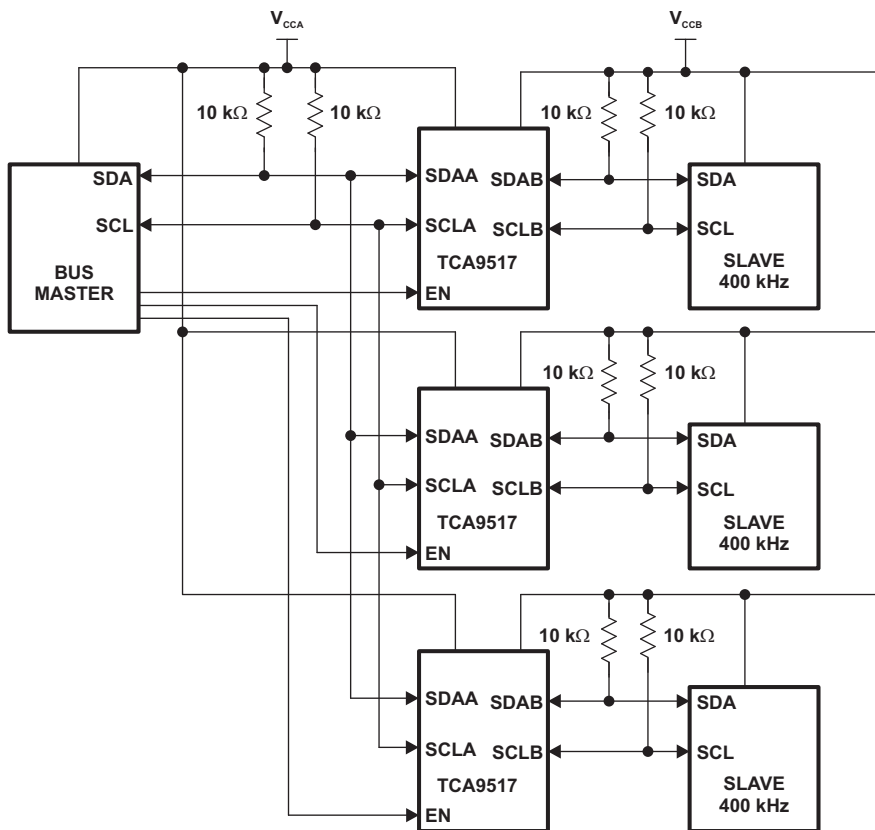 VCCA
VCCB
10 kΩ
10 kΩ
10 kΩ
10 kΩ
SDA
SCL
BUS
MASTER
SDAA
SDAB
SCLA
SCLB
TCA9517
EN
SDA
SCL
SLAVE
400 kHz
10 kΩ
10 kΩ
SDAA
SDAB
SCLA
SCLB
TCA9517
EN
SDA
SCL
SLAVE
400 kHz
10 kΩ
10 kΩ
SDAA
SDAB
SCLA
SCLB
TCA9517
EN
SDA
SCL
SLAVE
400 kHz